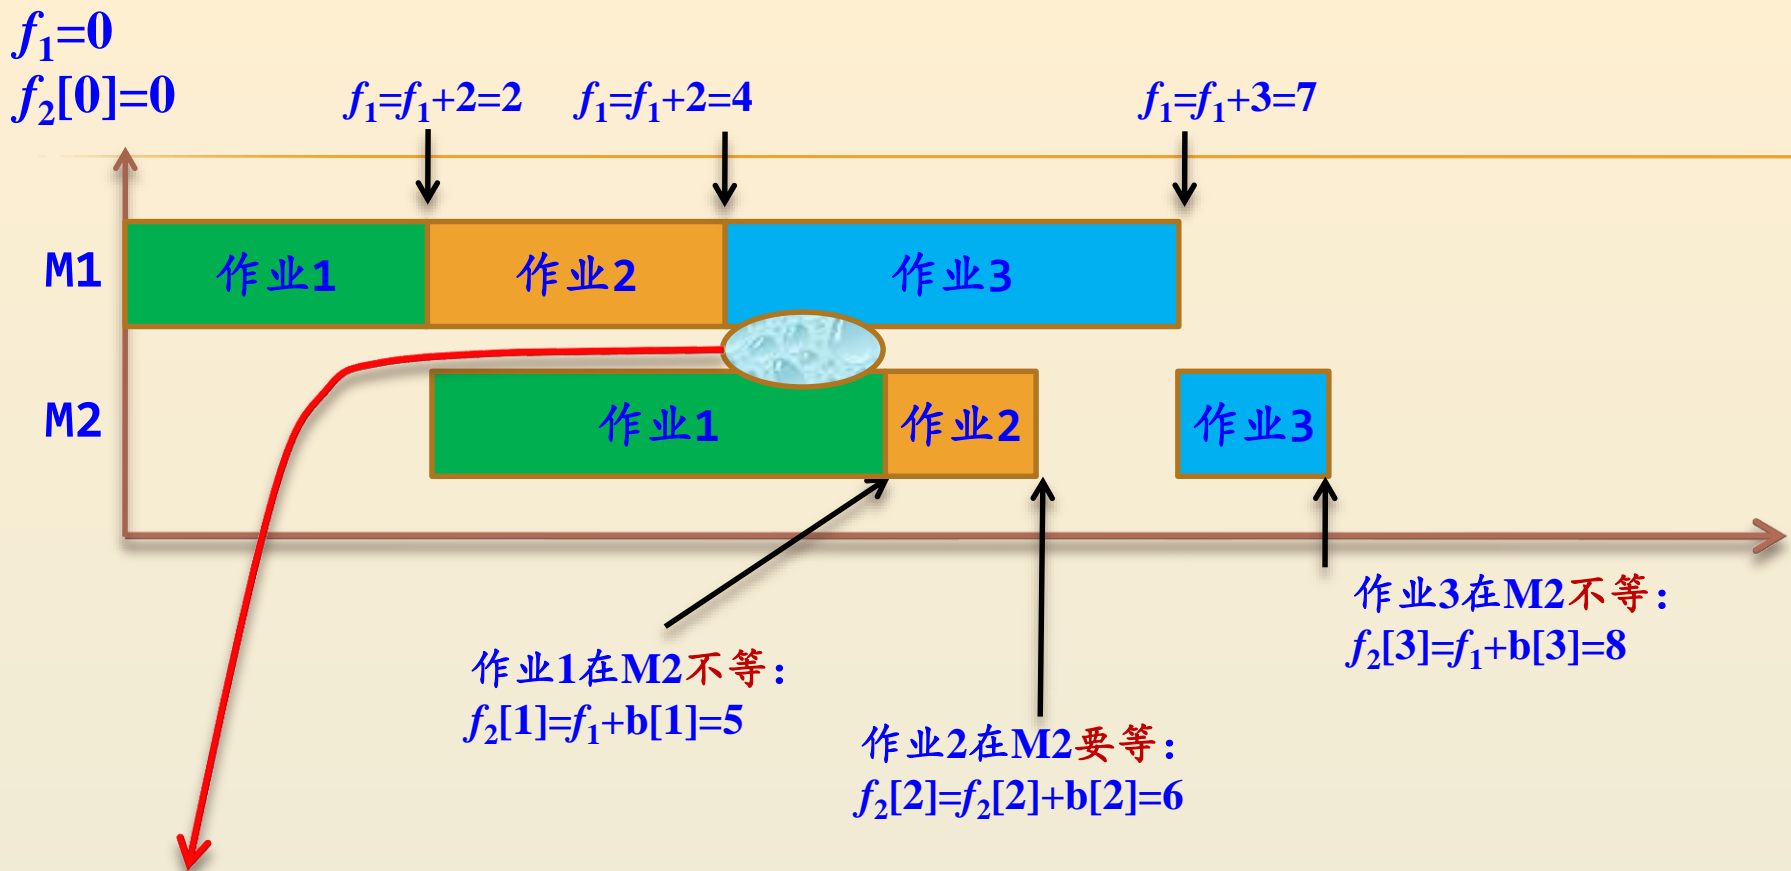 f₁=0
f₂[0]=0
f₁=f₁+2=2
f₁=f₁+2=4
f₁=f₁+3=7
M1
作业1
作业2
作业3
M2
作业1
作业2
作业3
作业1在M2不等：
f₂[1]=f₁+b[1]=5
作业2在M2要等：
f₂[2]=f₂[2]+b[2]=6
作业3在M2不等：
f₂[3]=f₁+b[3]=8